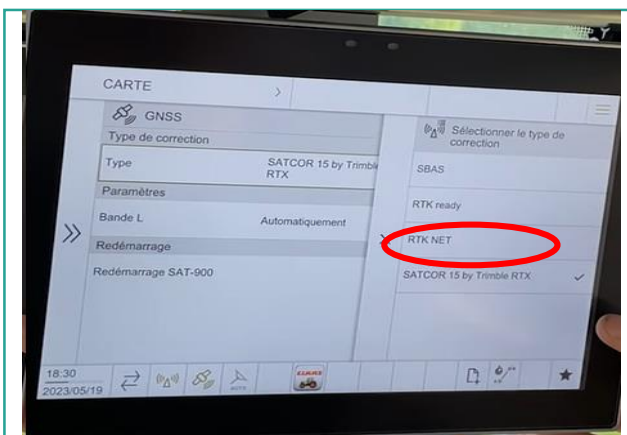 CARTE
GNSS
Type de correction
Type
SATCOR 15 by Trimble
RTX
Paramètres
Bande L
Automatiquement
Redémarrage
Redémarrage SAT-900
Sélectionner le type de
correction
SBAS
RTK ready
RTK NET
SATCOR 15 by Trimble RTX
18:30
2023/05/19
AUTO
CLAAS